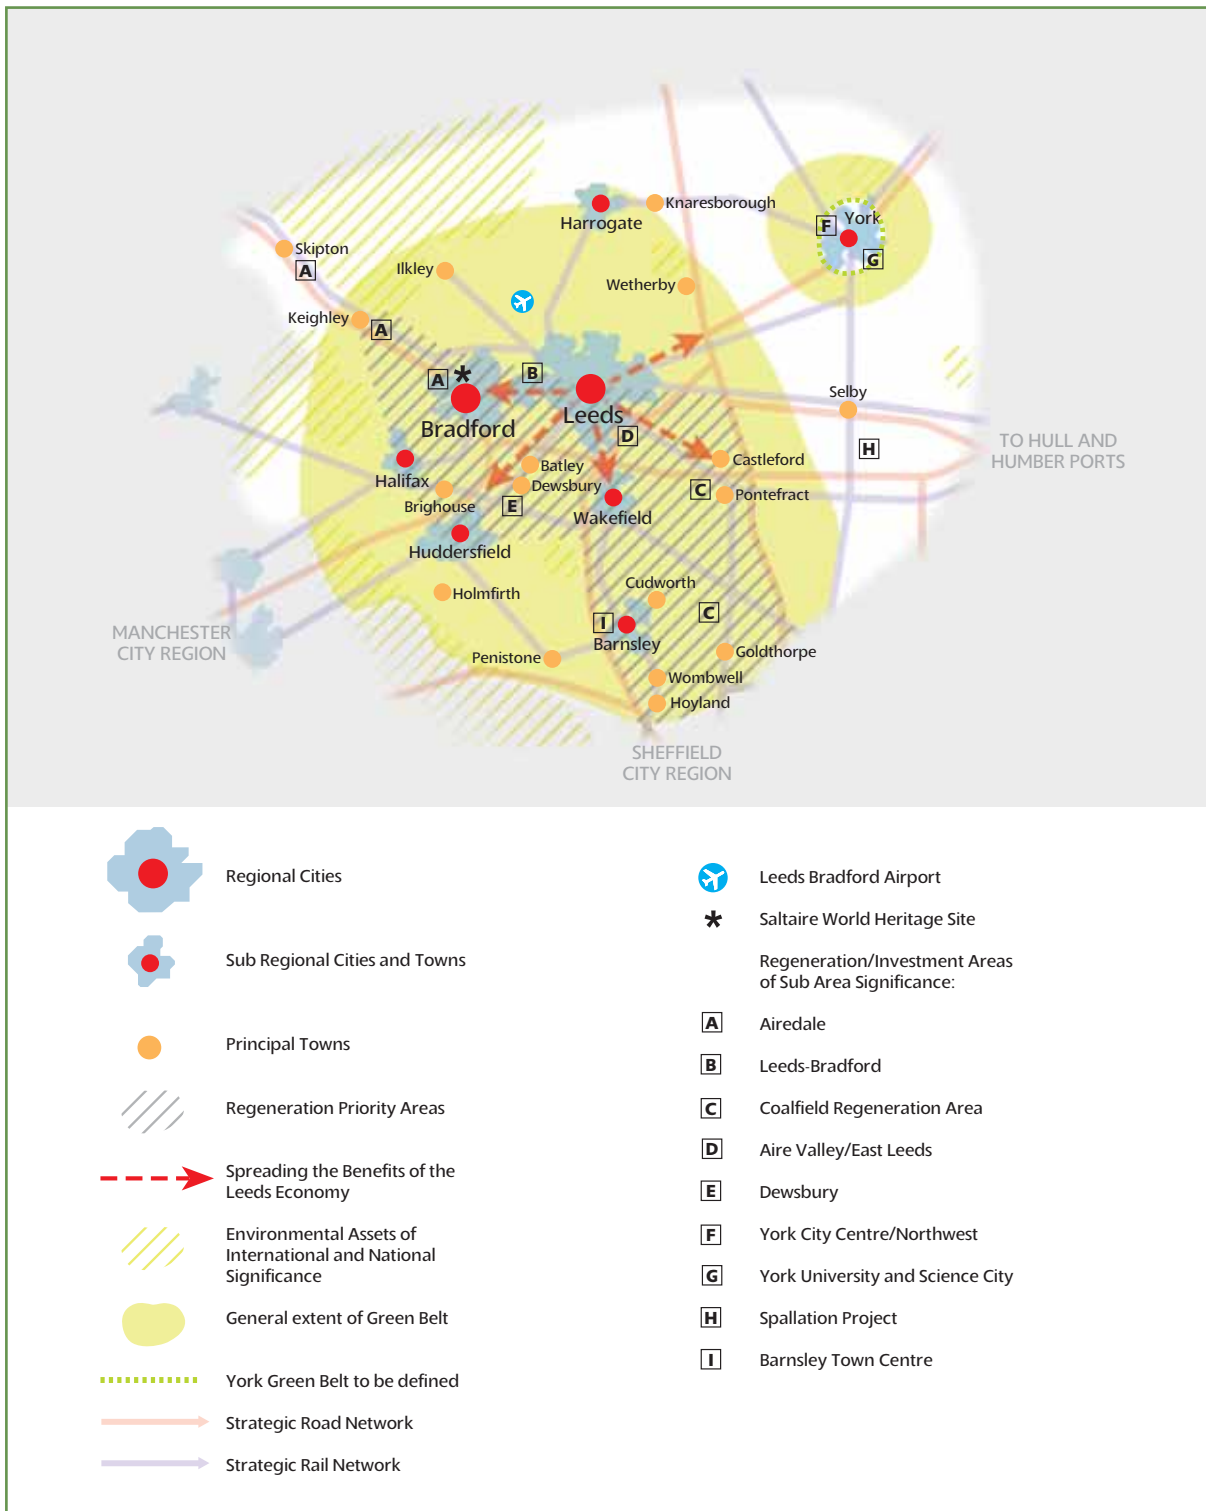 Harrogate
Knaresborough
F
York
G
Skipton
A
Ilkley
Wetherby
Keighley
A
A
*
B
Bradford
Leeds
D
Selby
H
TO HULL AND
HUMBER PORTS
Halifax
Batley
Castleford
Brighouse
Dewsbury
E
C
Pontefract
Wakefield
Huddersfield
Holmfirth
Cudworth
C
I
Barnsley
MANCHESTER
CITY REGION
Penistone
Goldthorpe
Wombwell
Hoyland
SHEFFIELD
CITY REGION
Regional Cities
Sub Regional Cities and Towns
Principal Towns
Regeneration Priority Areas
Spreading the Benefits of the
Leeds Economy
Environmental Assets of
International and National
Significance
General extent of Green Belt
York Green Belt to be defined
Strategic Road Network
Strategic Rail Network
Leeds Bradford Airport
* Saltaire World Heritage Site
Regeneration/Investment Areas
of Sub Area Significance:
A Airedale
B Leeds-Bradford
C Coalfield Regeneration Area
D Aire Valley/East Leeds
E Dewsbury
F York City Centre/Northwest
G York University and Science City
H Spallation Project
I Barnsley Town Centre